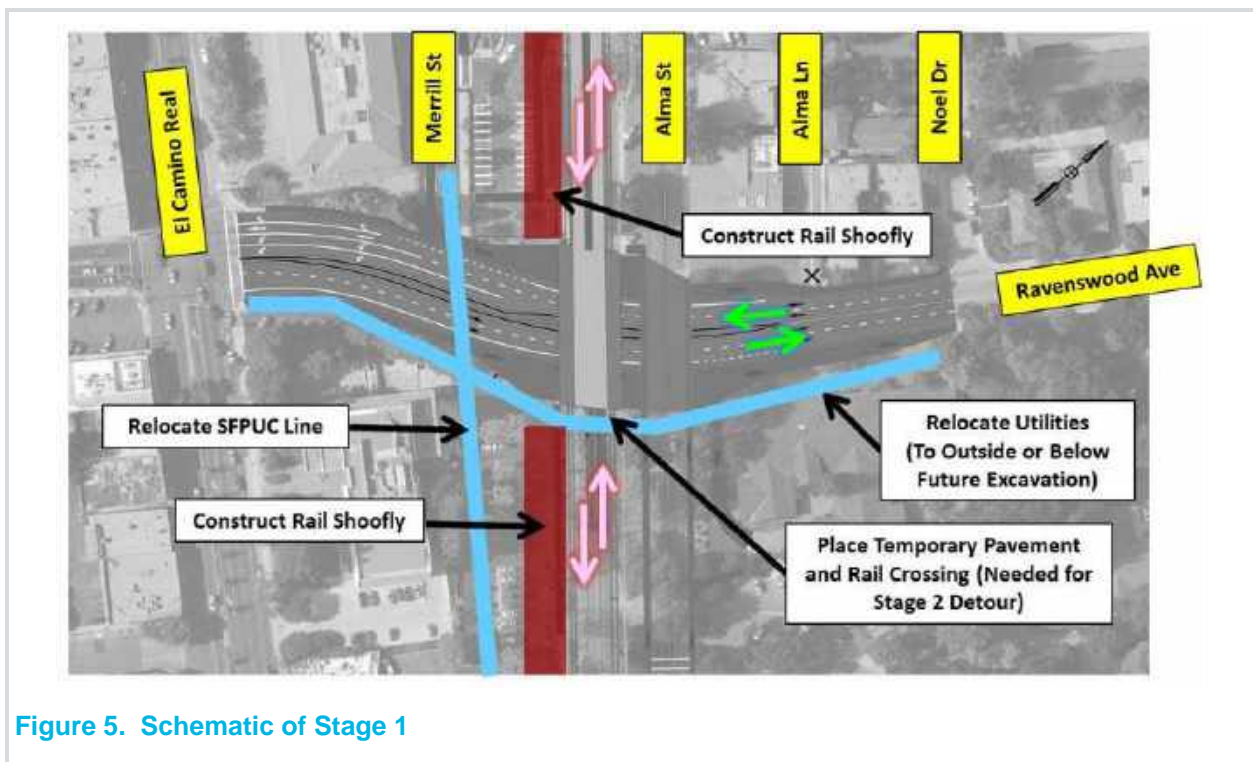 El Camino Real
Merrill St
Alma St
Alma Ln
Noel Dr
Construct Rail Shoofly
Ravenswood Ave
Relocate SFPUC Line
Relocate Utilities
(To Outside or Below
Future Excavation)
Construct Rail Shoofly
Place Temporary Pavement
and Rail Crossing (Needed for
Stage 2 Detour)
Figure 5. Schematic of Stage 1